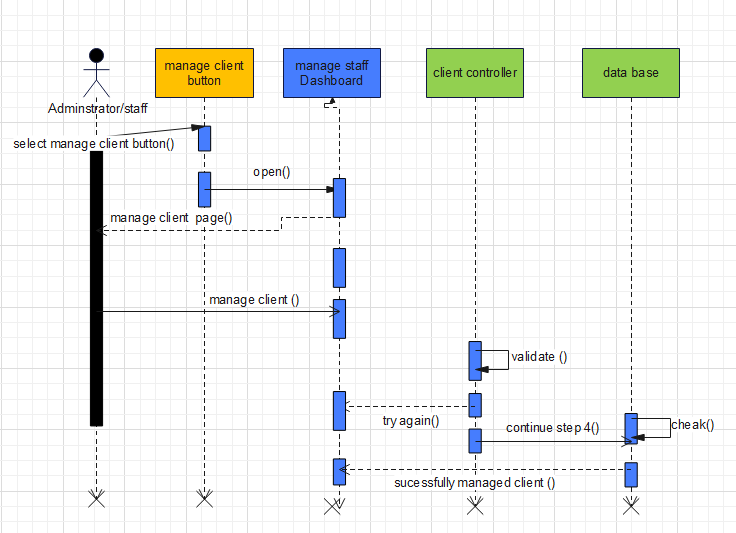 manage client
button
manage staff
Dashboard
client controller
data base
Adminstrator/staff
select manage client button()
open()
manage client page()
manage client ()
validate ()
try again()
continue step 4()
cheak()
sucessfully managed client ()